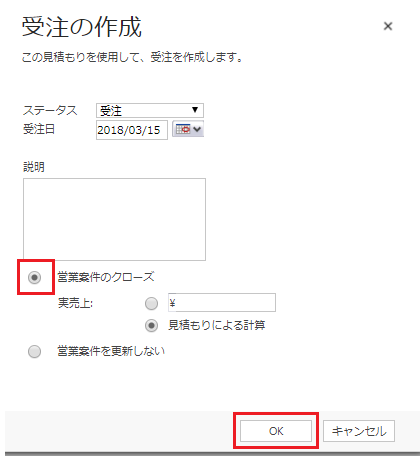 受注の作成
この見積もりを使用して、受注を作成します。
ステータス 受注
受注日 2018/03/15
説明
営業案件のクローズ
実売上: ¥
見積もりによる計算
営業案件を更新しない
OK キャンセル